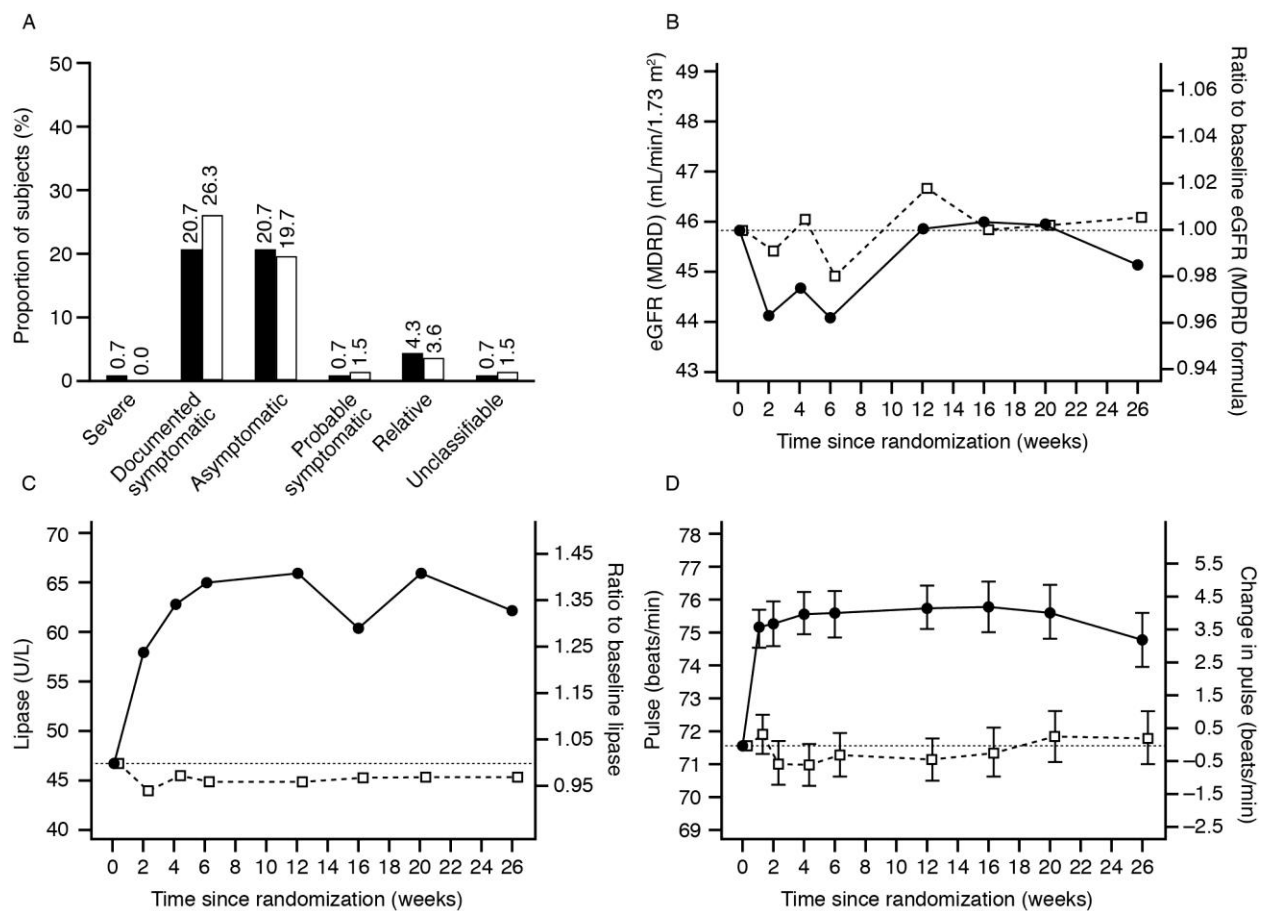 A
Proportion of subjects (%)
50
40
30
20
10
0
0.7
0.0
20.7
26.3
20.7
19.7
0.7
1.5
4.3
3.6
0.7
1.5
Severe
Documented
symptomatic
Asymptomatic
Probable
symptomatic
Relative
Unclassifiable
B
eGFR (MDRD) (mL/min/1.73 m²)
49
48
47
46
45
44
43
1.06
1.04
1.02
1.00
0.98
0.96
0.94
Ratio to baseline eGFR (MDRD
formula)
0 2 4 6 8 10 12 14 16 18 20 22 24 26
Time since randomization (weeks)
C
Lipase (U/L)
70
65
60
55
50
45
40
1.45
1.35
1.25
1.15
1.05
0.95
Ratio to baseline lipase
0 2 4 6 8 10 12 14 16 18 20 22 24 26
Time since randomization (weeks)
D
Pulse (beats/min)
78
77
76
75
74
73
72
71
70
69
5.5
4.5
3.5
2.5
1.5
0.5
–0.5
–1.5
–2.5
Change in pulse (beats/min)
0 2 4 6 8 10 12 14 16 18 20 22 24 26
Time since randomization (weeks)